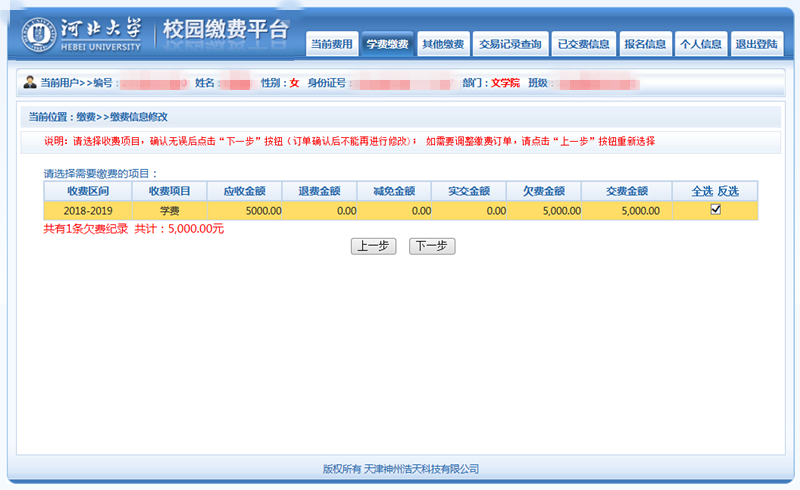 河北大学 校园缴费平台
HEBEI UNIVERSITY
当前费用 学费缴费 其他缴费 交易记录查询 已交费信息 报名信息 个人信息 退出登陆
当前用户>>编号： 姓名： 性别：女 身份证号： 部门：文学院 班级：
当前位置：缴费>>缴费信息修改
说明：请选择收费项目，确认无误后点击“下一步”按钮（订单确认后不能再进行修改）； 如需要调整缴费订单，请点击“上一步”按钮重新选择
请选择需要缴费的项目：
收费区间 收费项目 应收金额 退费金额 减免金额 实交金额 欠费金额 交费金额 全选 反选
2018-2019 学费 5000.00 0.00 0.00 0.00 5,000.00 5,000.00
共有1条欠费纪录 共计：5,000.00元
上一步 下一步
版权所有 天津神州浩天科技有限公司